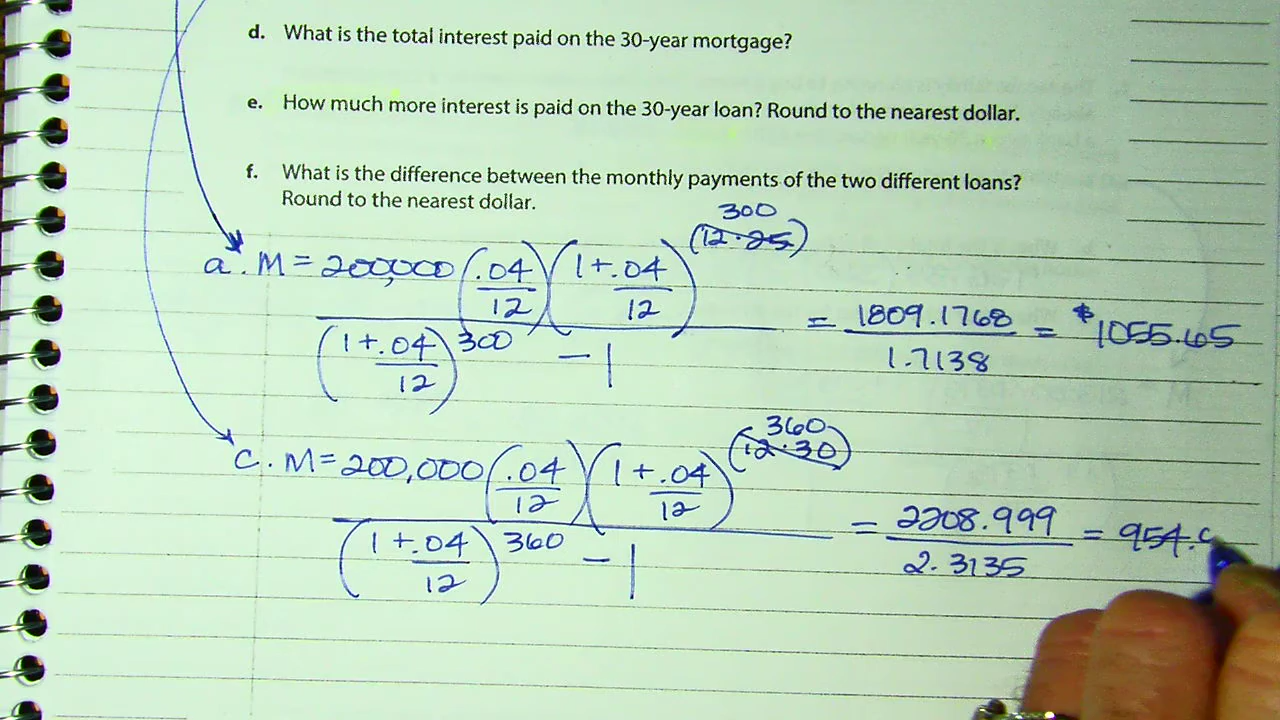 d. What is the total interest paid on the 30-year mortgage?
e. How much more interest is paid on the 30-year loan? Round to the nearest dollar.
f. What is the difference between the monthly payments of the two different loans?
Round to the nearest dollar.
300
a. M = 200,000 (.04/12)(1+.04/12)^(12·25)
= 1809.1768/1.7138 = $1055.65
(1+.04/12)^300 - 1
360
c. M = 200,000 (.04/12)(1+.04/12)^(12·30)
= 2208.999/2.3135 = 954.
(1+.04/12)^360 - 1